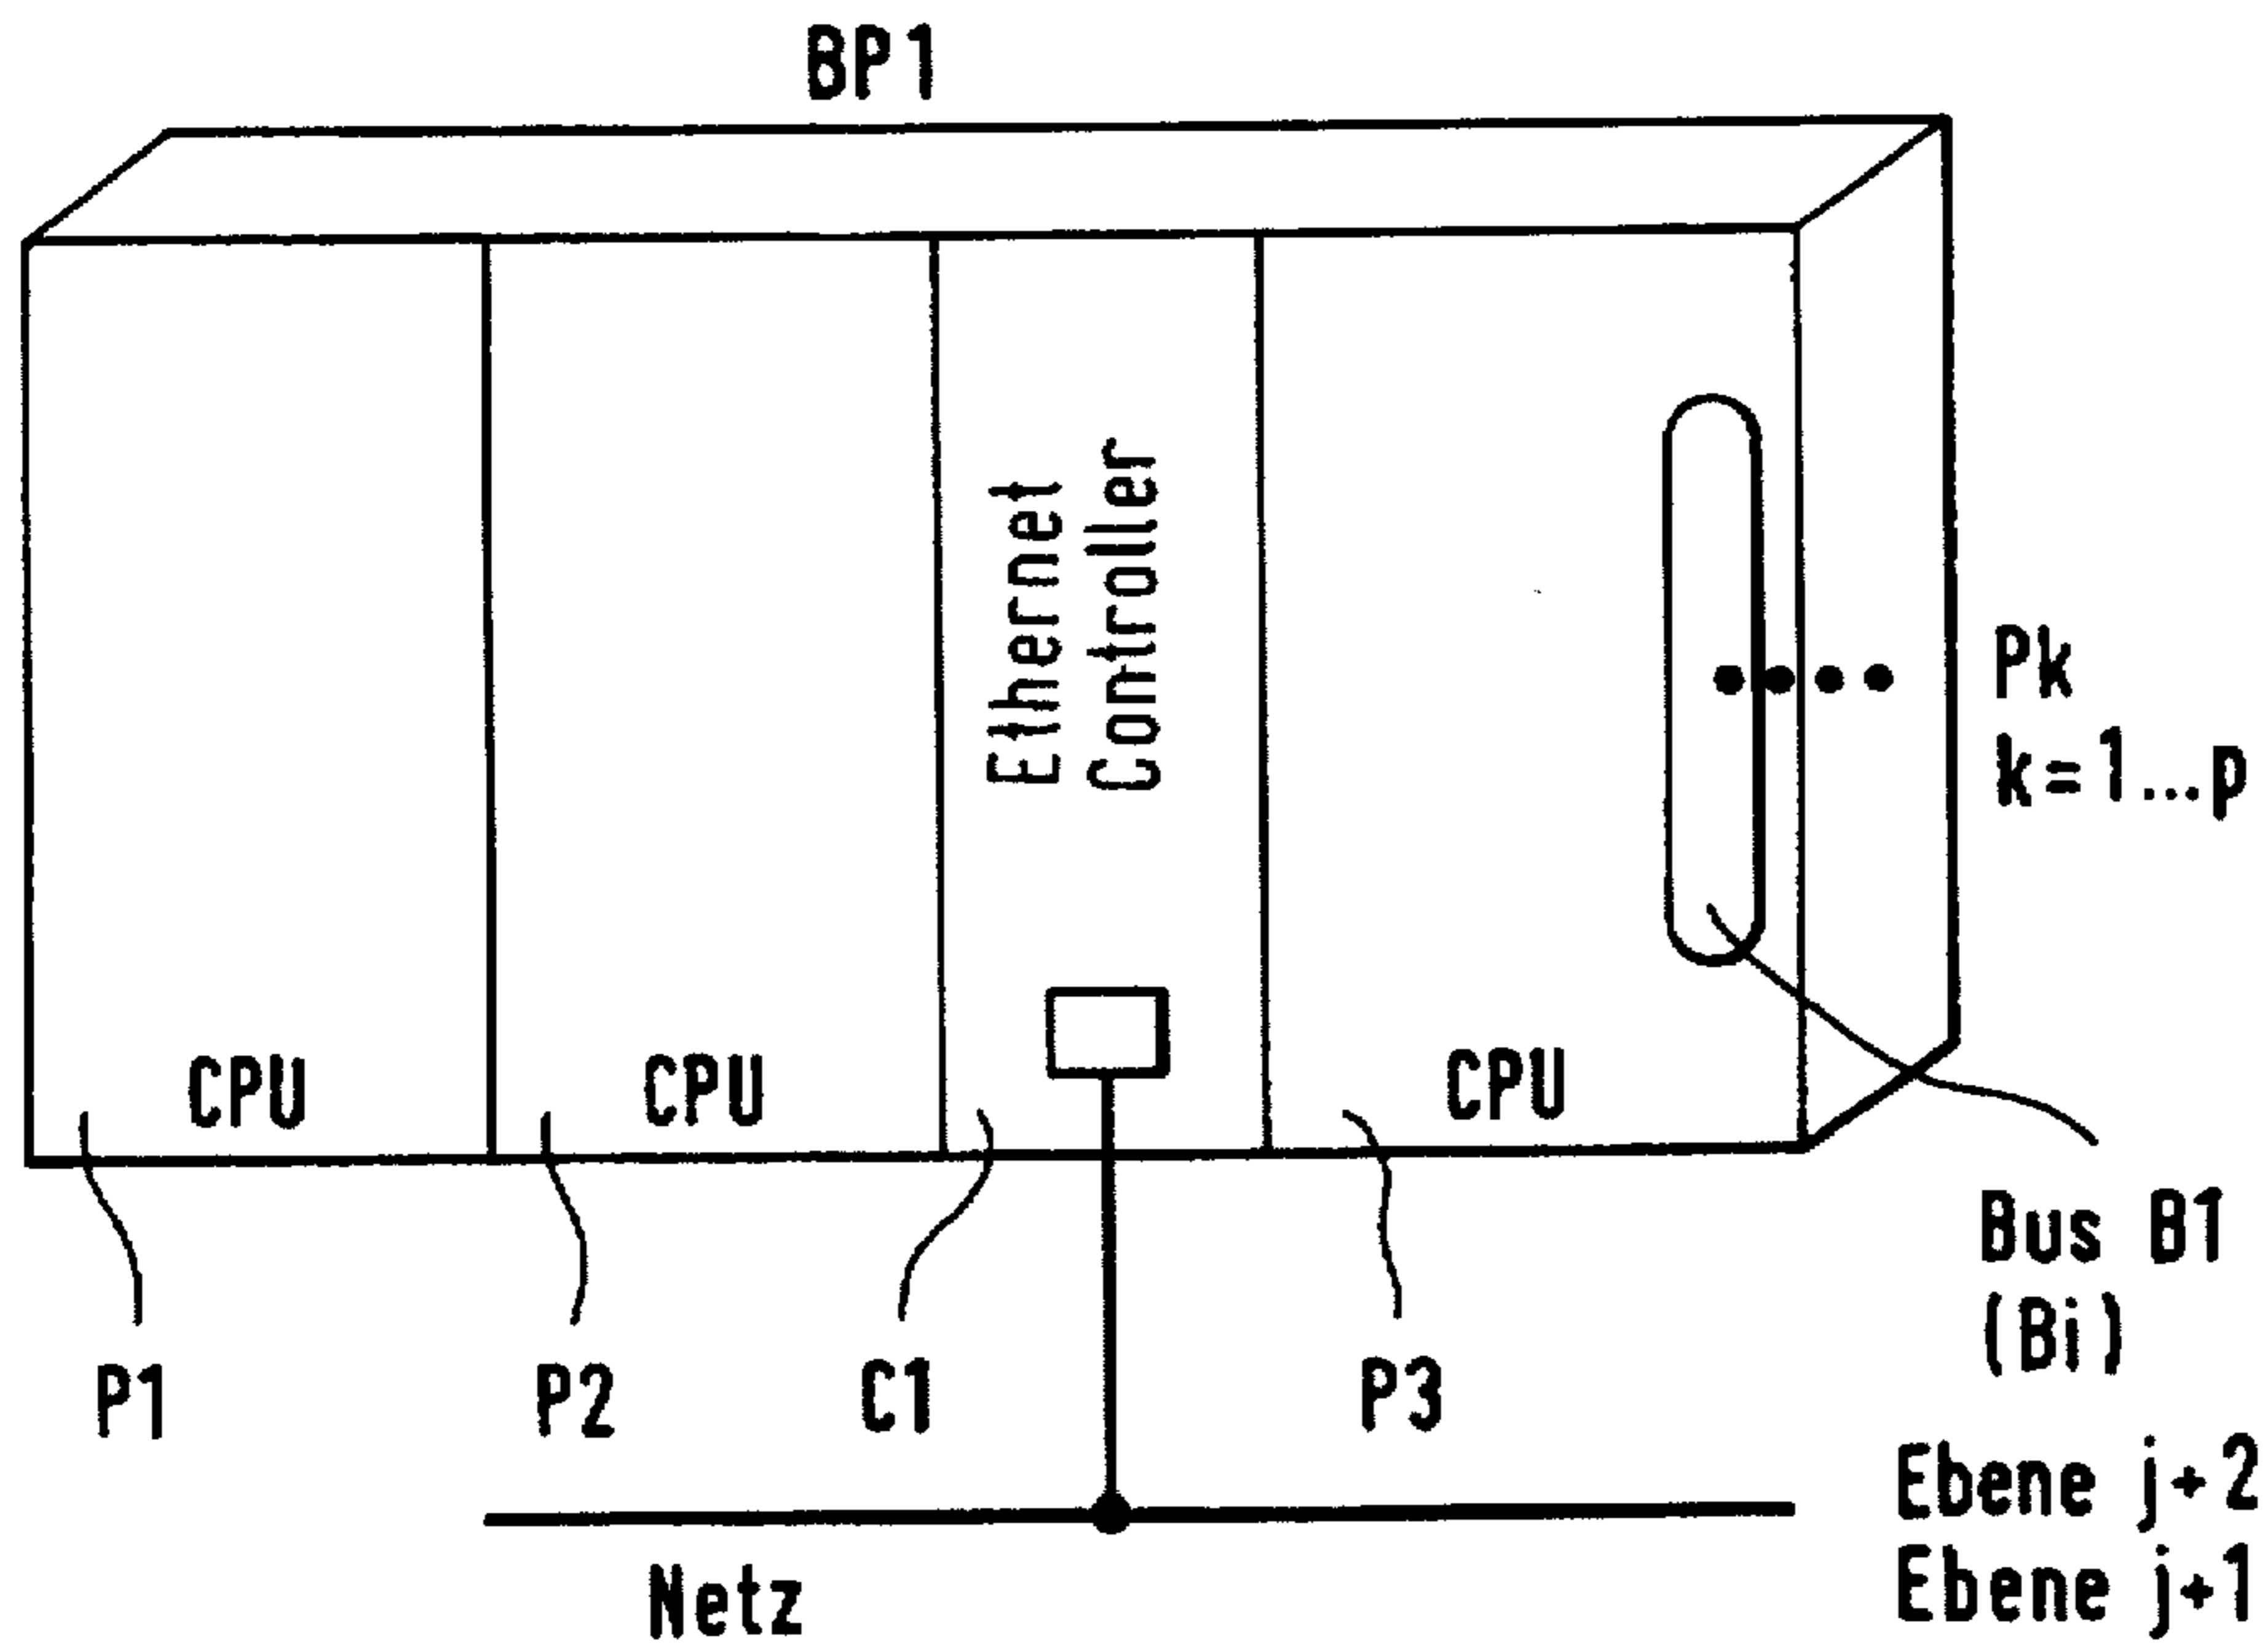 BP1
Ethernet
Controller
Pk
k=1...p
CPU
CPU
CPU
Bus B1
(Bi)
P1
P2
C1
P3
Ebene j+2
Ebene j+1
Netz